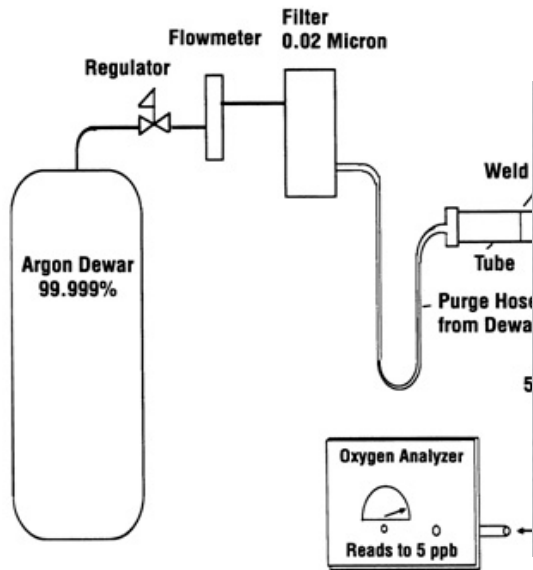 Filter
0.02 Micron
Flowmeter
Regulator
Weld
Argon Dewar
99.999%
Tube
Purge Hose
from Dewa
5
Oxygen Analyzer
Reads to 5 ppb